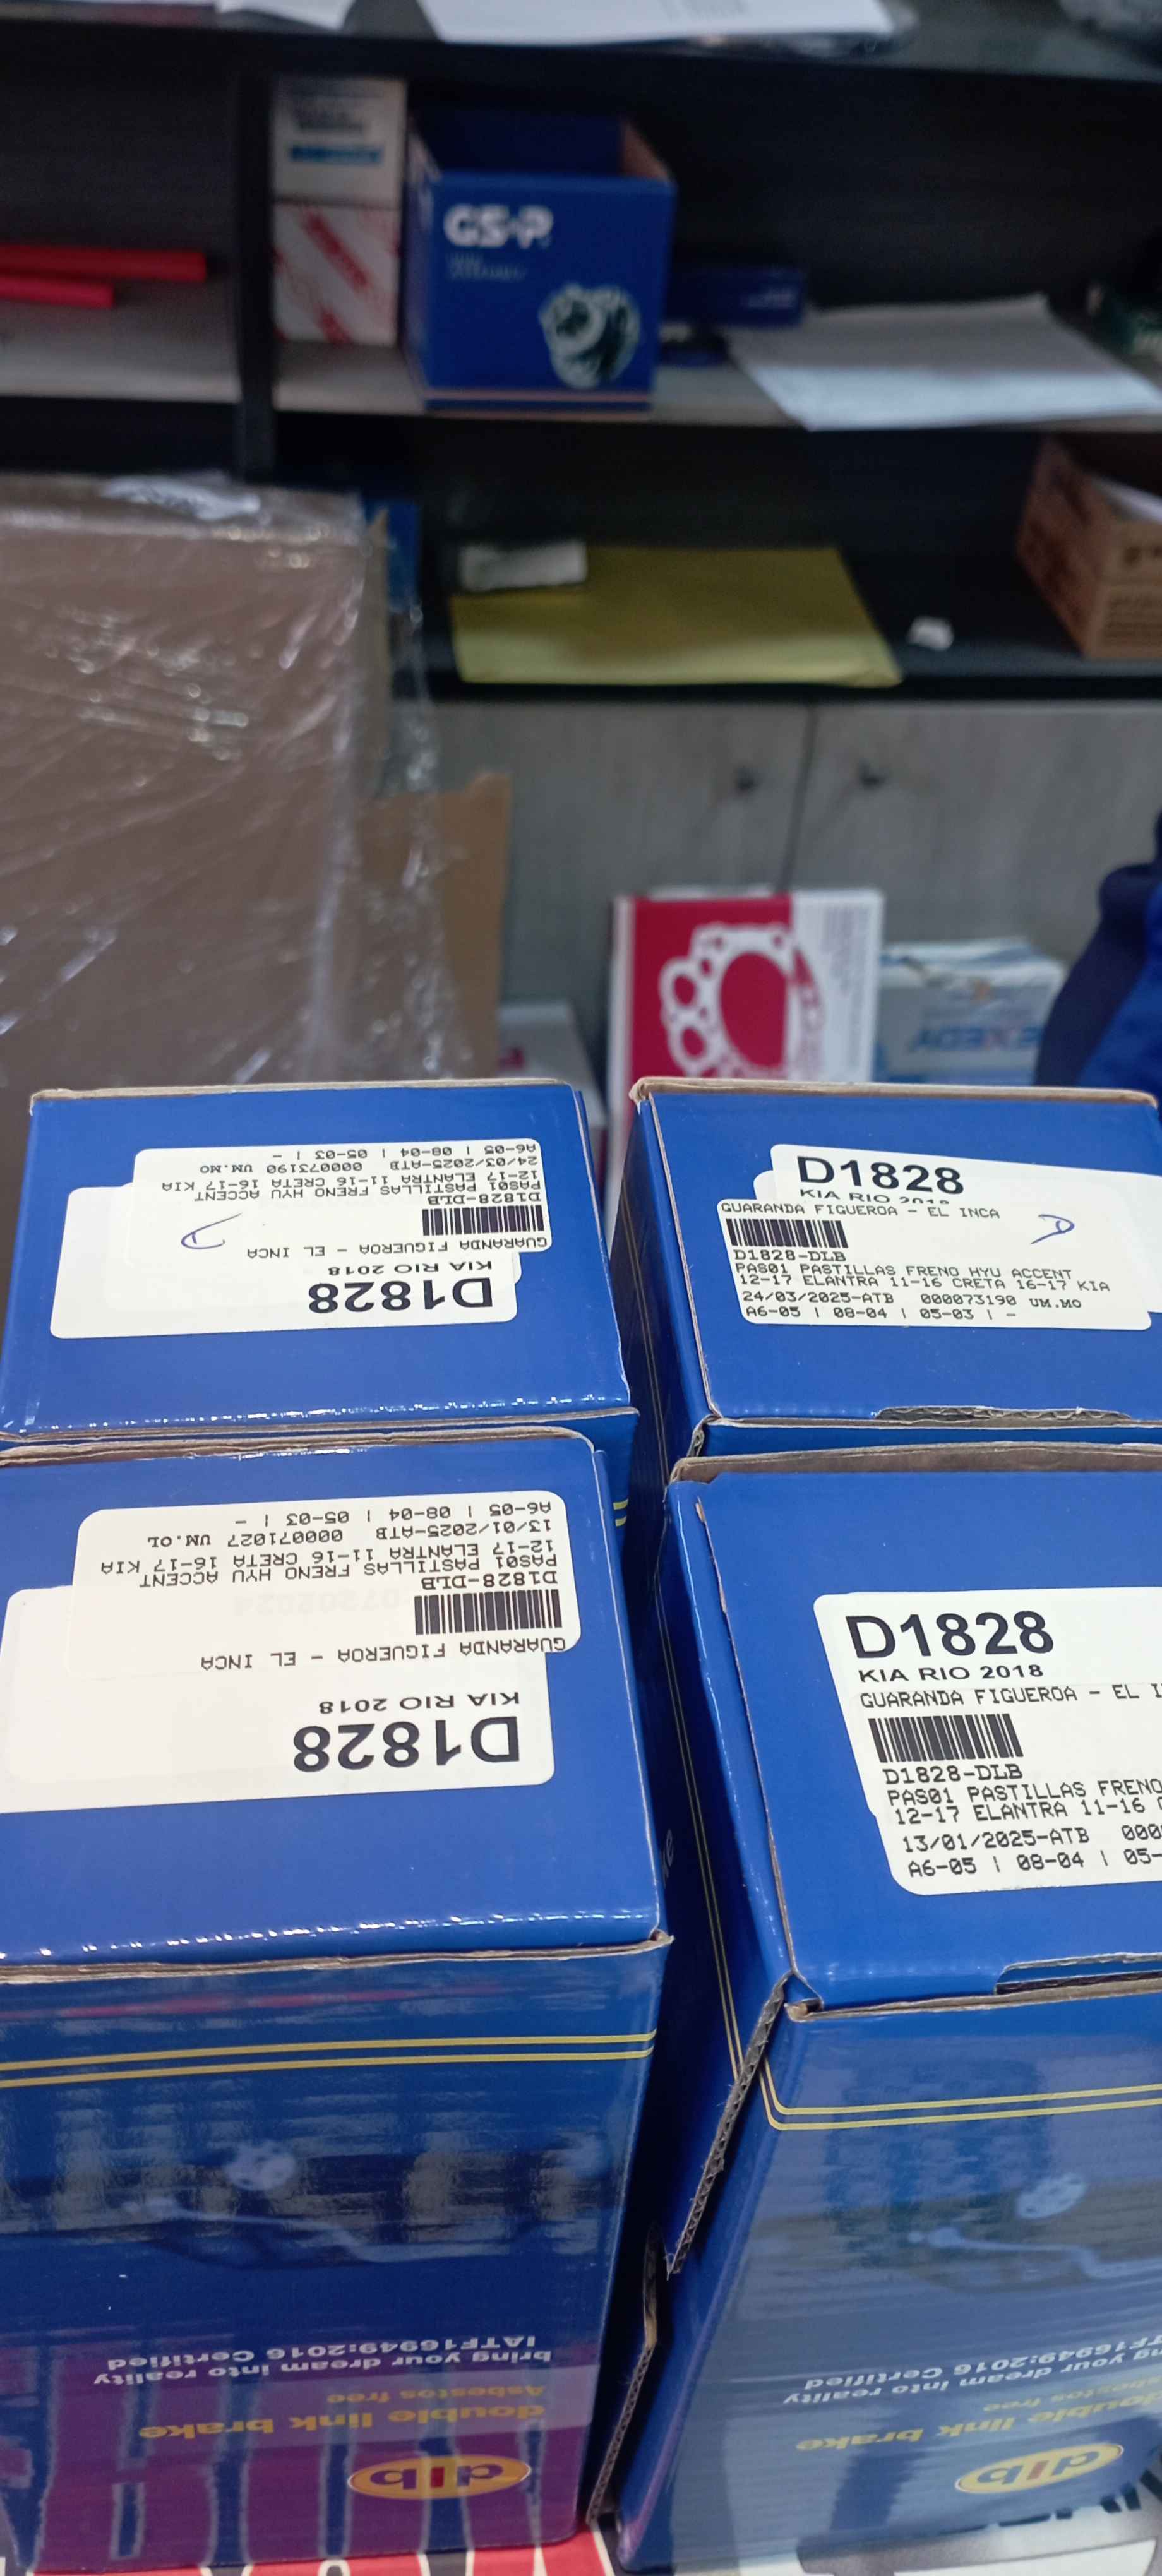 GSP
EXEDY
A6-05 | 08-04 | 05-03 | -
24/03/2025-ATB 000073190 UM.MO
12-17 ELANTRA 11-16 CRETA 16-17 KIA
PAS01 PASTILLAS FRENO HYU ACCENT
D1828-DLB
GUARANDA FIGUEROA - EL INCA
KIA RIO 2018
D1828
D1828
KIA RIO
GUARANDA FIGUEROA - EL INCA
D1828-DLB
PAS01 PASTILLAS FRENO HYU ACCENT
12-17 ELANTRA 11-16 CRETA 16-17 KIA
24/03/2025-ATB 000073190 UM.MO
A6-05 | 08-04 | 05-03 | -
A6-05 | 08-04 | 05-03 | -
13/01/2025-ATB 000071027 UM.OL
12-17 ELANTRA 11-16 CRETA 16-17 KIA
PAS01 PASTILLAS FRENO HYU ACCENT
D1828-DLB
GUARANDA FIGUEROA - EL INCA
KIA RIO 2018
D1828
D1828
KIA RIO 2018
GUARANDA FIGUEROA - EL
D1828-DLB
PAS01 PASTILLAS FRENO
12-17 ELANTRA 11-16
13/01/2025-ATB 000
A6-05 | 08-04 | 05-
IATF16949:2016 Certified
bring your dream into reality
Asbestos free
double link brake
dlb
2016 Certified
your dream into reality
free
double link brake
dlb